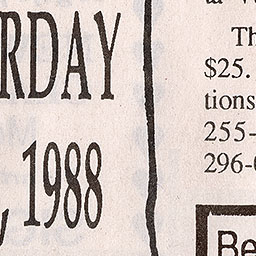 RDAY
, 1988
Th
$25.
tions
255-
296-
Be